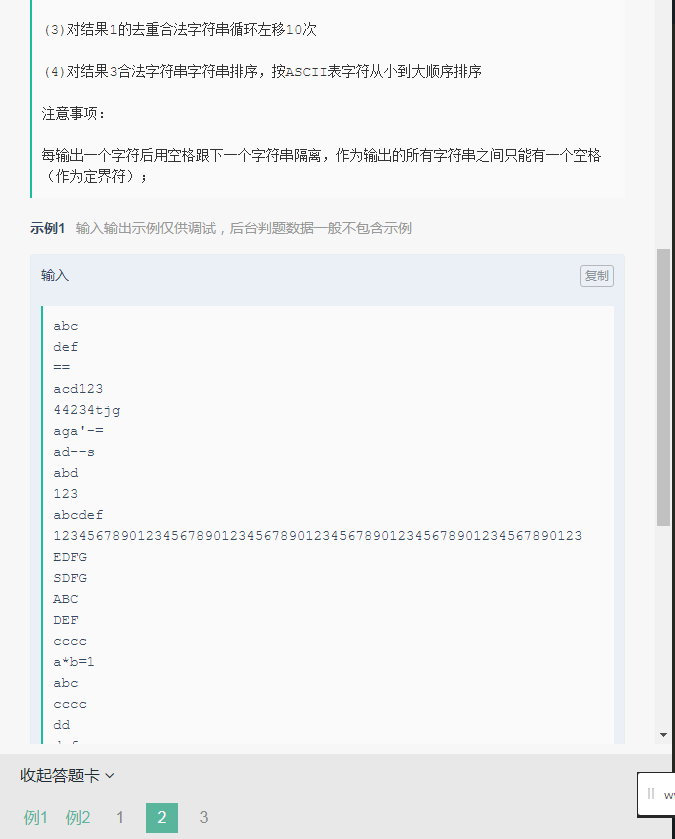 (3)对结果1的去重合法字符串循环左移10次
(4)对结果3合法字符串字符串排序，按ASCII表字符从小到大顺序排序
注意事项：
每输出一个字符后用空格跟下一个字符串隔离，作为输出的所有字符串之间只能有一个空格
（作为定界符）；
示例1 输入输出示例仅供调试，后台判题数据一般不包含示例
输入 复制
abc
def
==
acd123
44234tjg
aga'-=
ad--s
abd
123
abcdef
123456789012345678901234567890123456789012345678901234567890123
EDFG
SDFG
ABC
DEF
cccc
a*b=1
abc
cccc
dd
收起答题卡
例1 例2 1 2 3